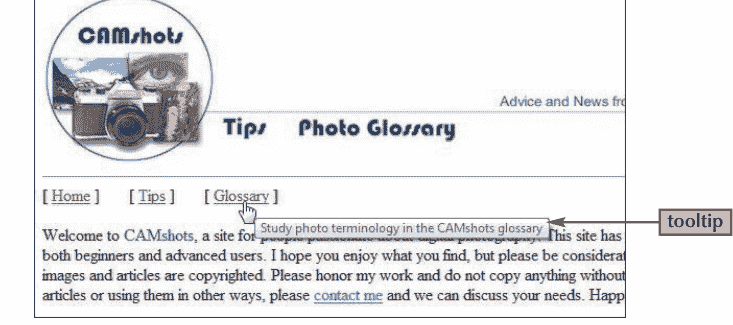 CAMshots
Advice and News fro
Tips Photo Glossary
[ Home ] [ Tips ] [ Glossary ]
Study photo terminology in the CAMshots glossary
tooltip
Welcome to CAMshots, a site for people passionate about digital photography. This site has
both beginners and advanced users. I hope you enjoy what you find, but please be considerat
images and articles are copyrighted. Please honor my work and do not copy anything without
articles or using them in other ways, please contact me and we can discuss your needs. Happ